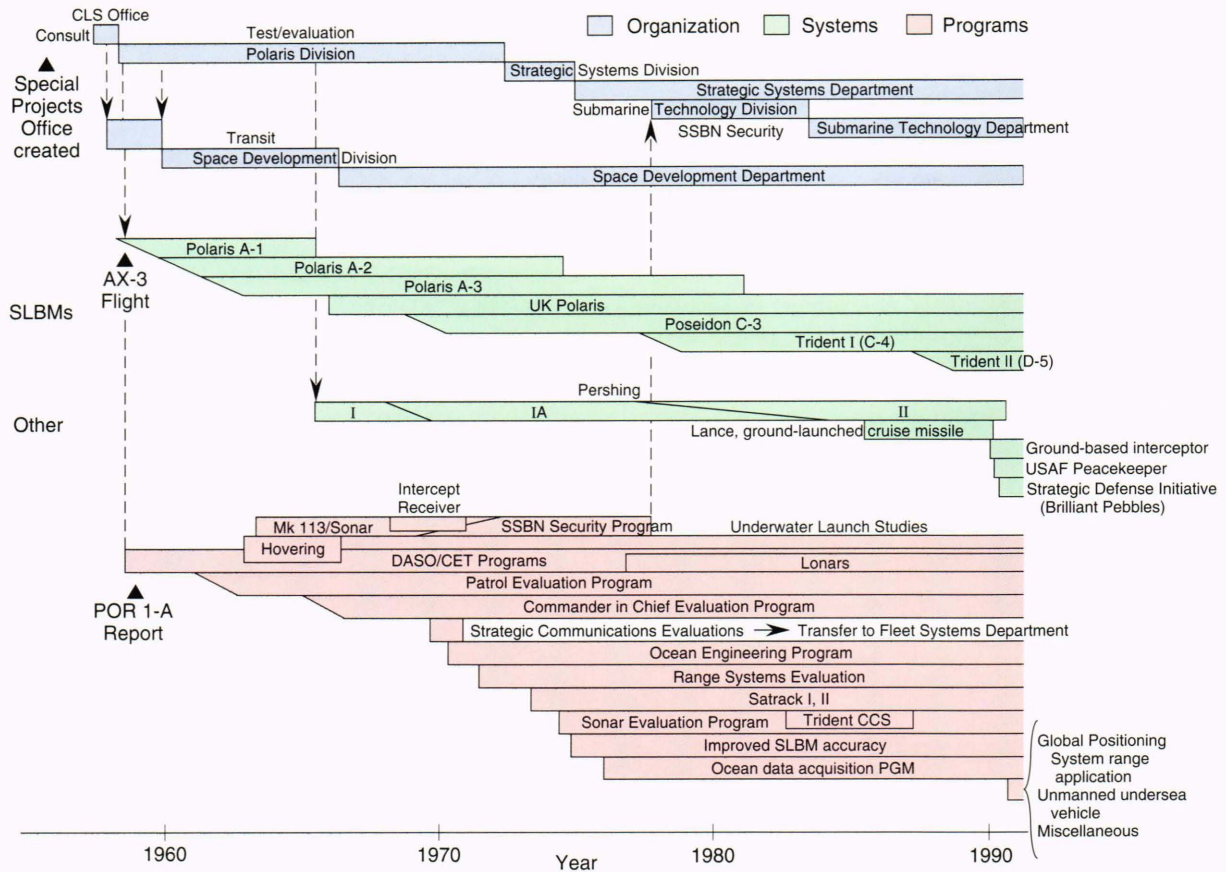 CLS Office
Consult
Test/evaluation
Polaris Division
Organization
Systems
Programs
Special
Projects
Office
created
Strategic Systems Division
Strategic Systems Department
Submarine Technology Division
SSBN Security
Submarine Technology Department
Transit
Space Development Division
Space Development Department
Polaris A-1
AX-3
Flight
Polaris A-2
Polaris A-3
SLBMs
UK Polaris
Poseidon C-3
Trident I (C-4)
Trident II (D-5)
Other
Pershing
I
IA
II
Lance, ground-launched cruise missile
Ground-based interceptor
USAF Peacekeeper
Strategic Defense Initiative
(Brilliant Pebbles)
Intercept
Receiver
Mk 113/Sonar
SSBN Security Program
Underwater Launch Studies
Hovering
DASO/CET Programs
Lonars
Patrol Evaluation Program
POR 1-A
Report
Commander in Chief Evaluation Program
Strategic Communications Evaluations → Transfer to Fleet Systems Department
Ocean Engineering Program
Range Systems Evaluation
Satrack I, II
Sonar Evaluation Program
Trident CCS
Improved SLBM accuracy
Ocean data acquisition PGM
Global Positioning
System range
application
Unmanned undersea
vehicle
Miscellaneous
1960
1970
1980
1990
Year